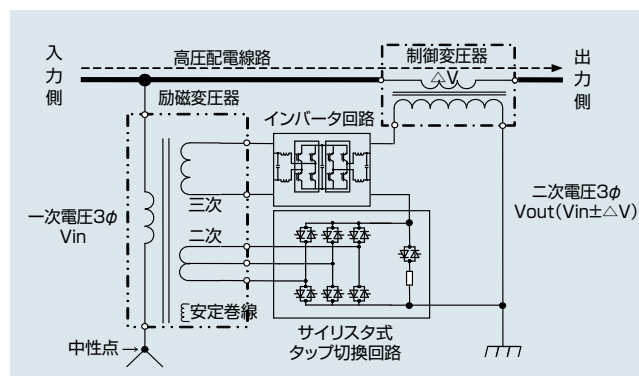 入力側
高圧配電線路
制御変圧器
出力側
△V
励磁変圧器
インバータ回路
三次
一次電圧3φ
Vin
二次電圧3φ
Vout(Vin±△V)
二次
安定巻線
サイリスタ式
タップ切換回路
中性点→